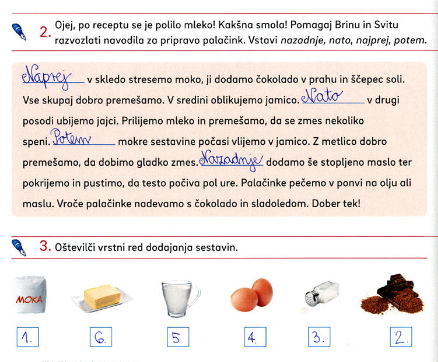 2. Ojej, po receptu se je polilo mleko! Kakšna smola! Pomagaj Brinu in Svitu
razvozlati navodila za pripravo palačink. Vstavi nazadnje, nato, najprej, potem.
Naprej v skledo stresemo moko, ji dodamo čokolado v prahu in ščepec soli.
Vse skupaj dobro premešamo. V sredini oblikujemo jamico. Nato v drugi
posodi ubijemo jajci. Prilijemo mleko in premešamo, da se zmes nekoliko
speni. Potem mokre sestavine počasi vlijemo v jamico. Z metlico dobro
premešamo, da dobimo gladko zmes. Nazadnje dodamo še stopljeno maslo ter
pokrijemo in pustimo, da testo počiva pol ure. Palačinke pečemo v ponvi na olju ali
maslu. Vroče palačinke nadevamo s čokolado in sladoledom. Dober tek!
3. Oštevilči vrstni red dodajanja sestavin.
MOKA
1. 6. 5. 4. 3. 2.